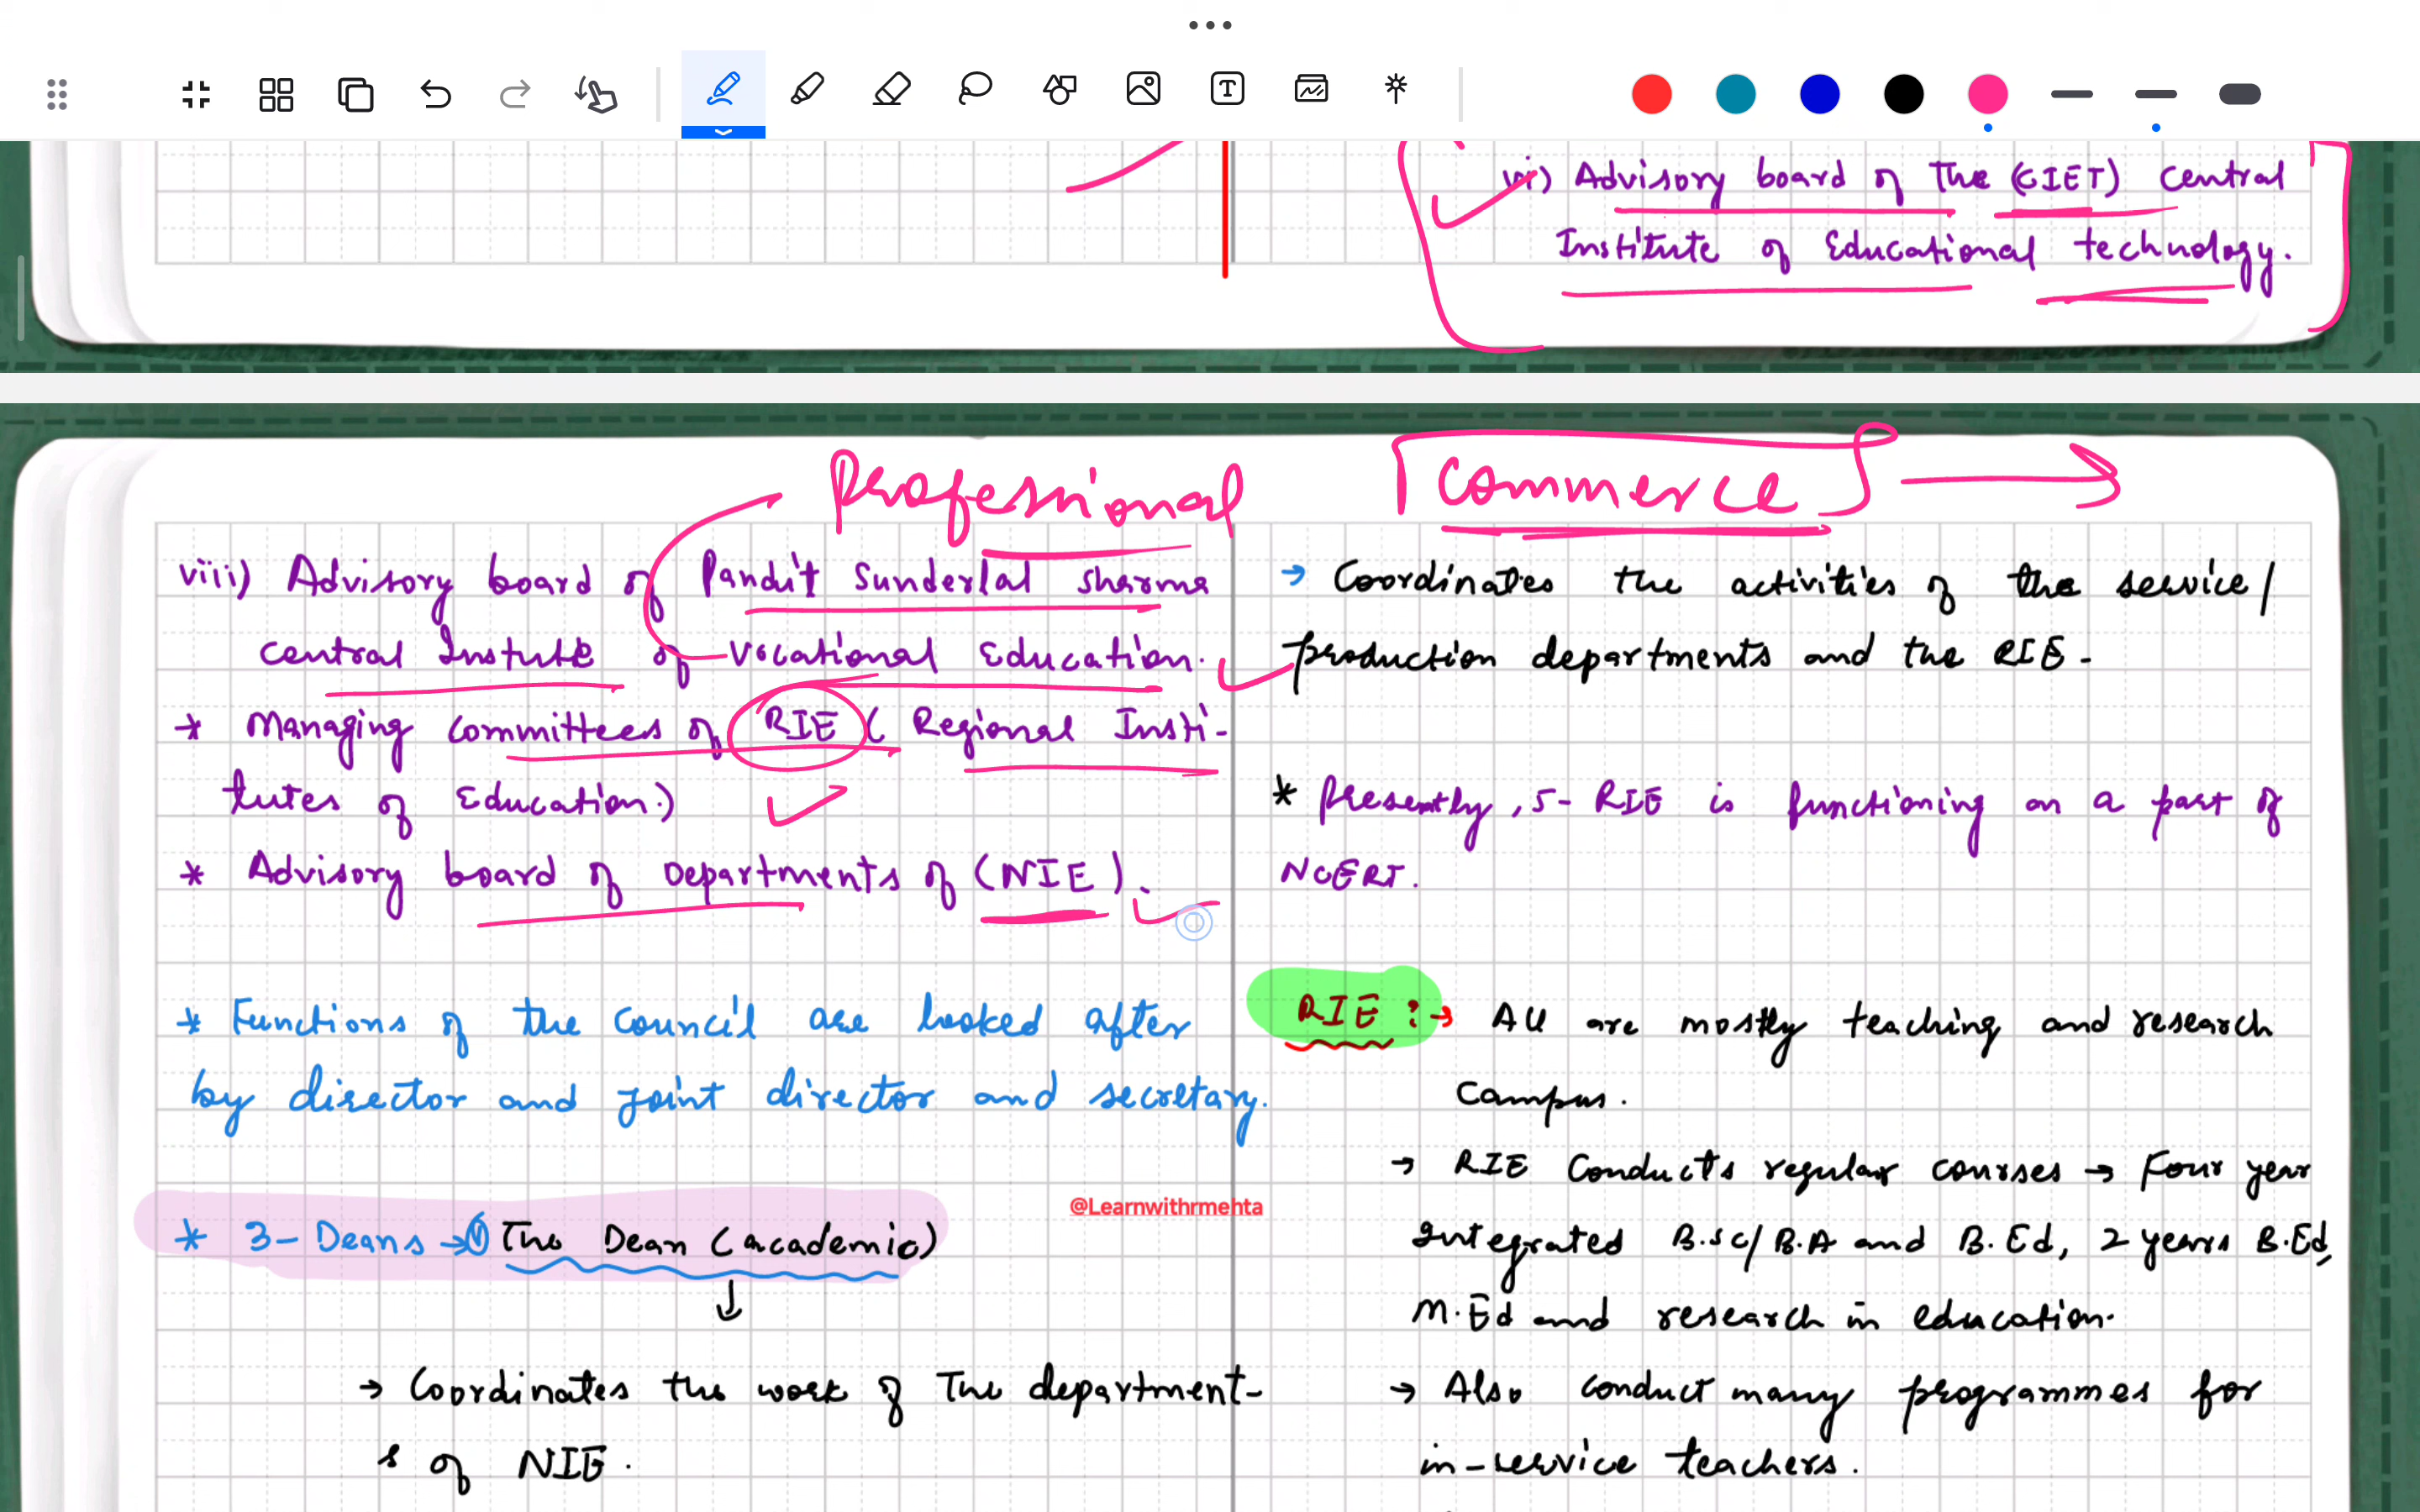 vii) Advisory board of The (CIET) Central
Institute of Educational technology.
Professional
Commerce
viii) Advisory board of Pandit Sunderlal sharma
central Instute of vocational Education.
* Managing committees of RIE ( Regional Insti-
tutes of Education.)
* Advisory board of Departments of (NIE).
* Functions of the council are looked after
by director and joint director and secretary.
* 3- Deans → ① The Dean (academic)
→ Coordinates the work of The department-
s of NIE.
@Learnwithrmehta
→ Coordinates the activities of the service/
production departments and the RIE -
* Presently, 5- RIE is functioning on a part of
NCERT.
RIE :→ All are mostly teaching and research
Campus.
→ RIE Conducts regular courses → Four year
Integrated B.sc/B.A and B.Ed, 2 years B.Ed,
M.Ed and research in education.
→ Also conduct many programmes for
in-service teachers.